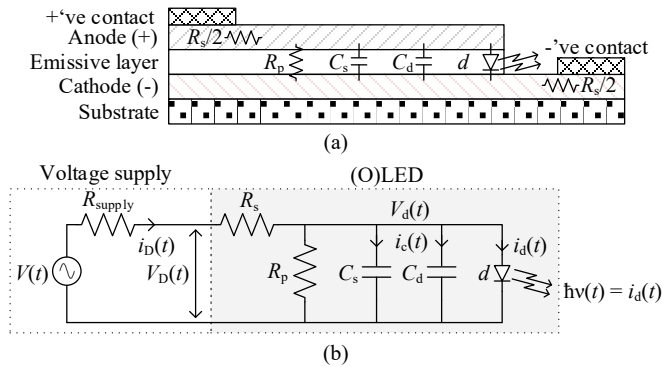 +‘ve contact
Anode (+)
Rs/2
-’ve contact
Emissive layer
Rp
Cs
Cd
d
Cathode (-)
Rs/2
Substrate
(a)
Voltage supply
(O)LED
Rsupply
Rs
Vd(t)
iD(t)
ic(t)
id(t)
V(t)
VD(t)
Rp
Cs
Cd
d
ħν(t) = id(t)
(b)